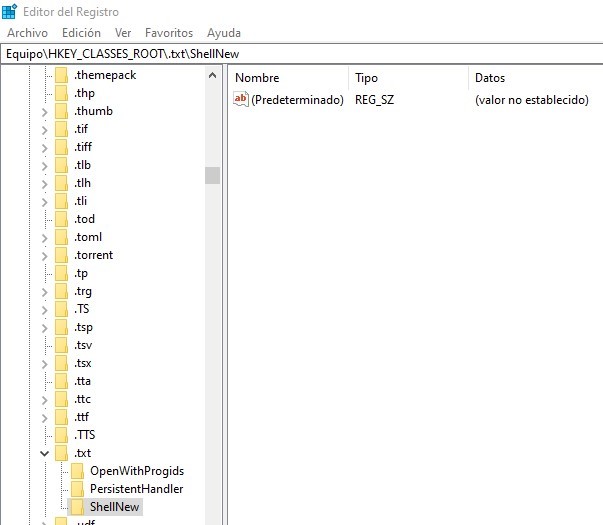 Editor del Registro
Archivo Edición Ver Favoritos Ayuda
Equipo\HKEY_CLASSES_ROOT\.txt\ShellNew
.themepack
.thp
.thumb
.tif
.tiff
.tlb
.tlh
.tli
.tod
.toml
.torrent
.tp
.trg
.TS
.tsp
.tsv
.tsx
.tta
.ttc
.ttf
.TTS
.txt
OpenWithProgids
PersistentHandler
ShellNew
.udf
Nombre Tipo Datos
ab (Predeterminado) REG_SZ (valor no establecido)